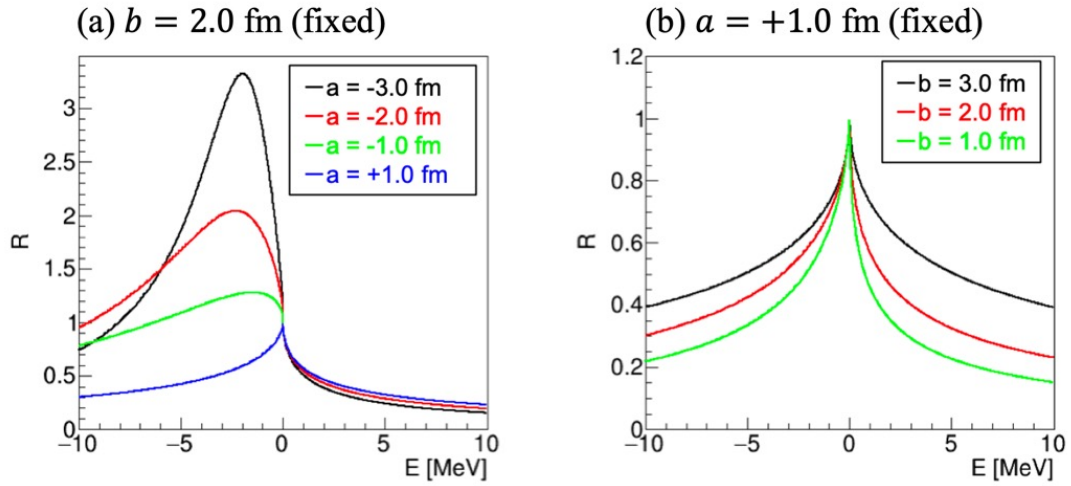 (a) b = 2.0 fm (fixed)
R
3
2.5
2
1.5
1
0.5
0
−10
−5
0
5
10
E [MeV]
a = -3.0 fm
a = -2.0 fm
a = -1.0 fm
a = +1.0 fm
(b) a = +1.0 fm (fixed)
R
1.2
1
0.8
0.6
0.4
0.2
0
−10
−5
0
5
10
E [MeV]
b = 3.0 fm
b = 2.0 fm
b = 1.0 fm